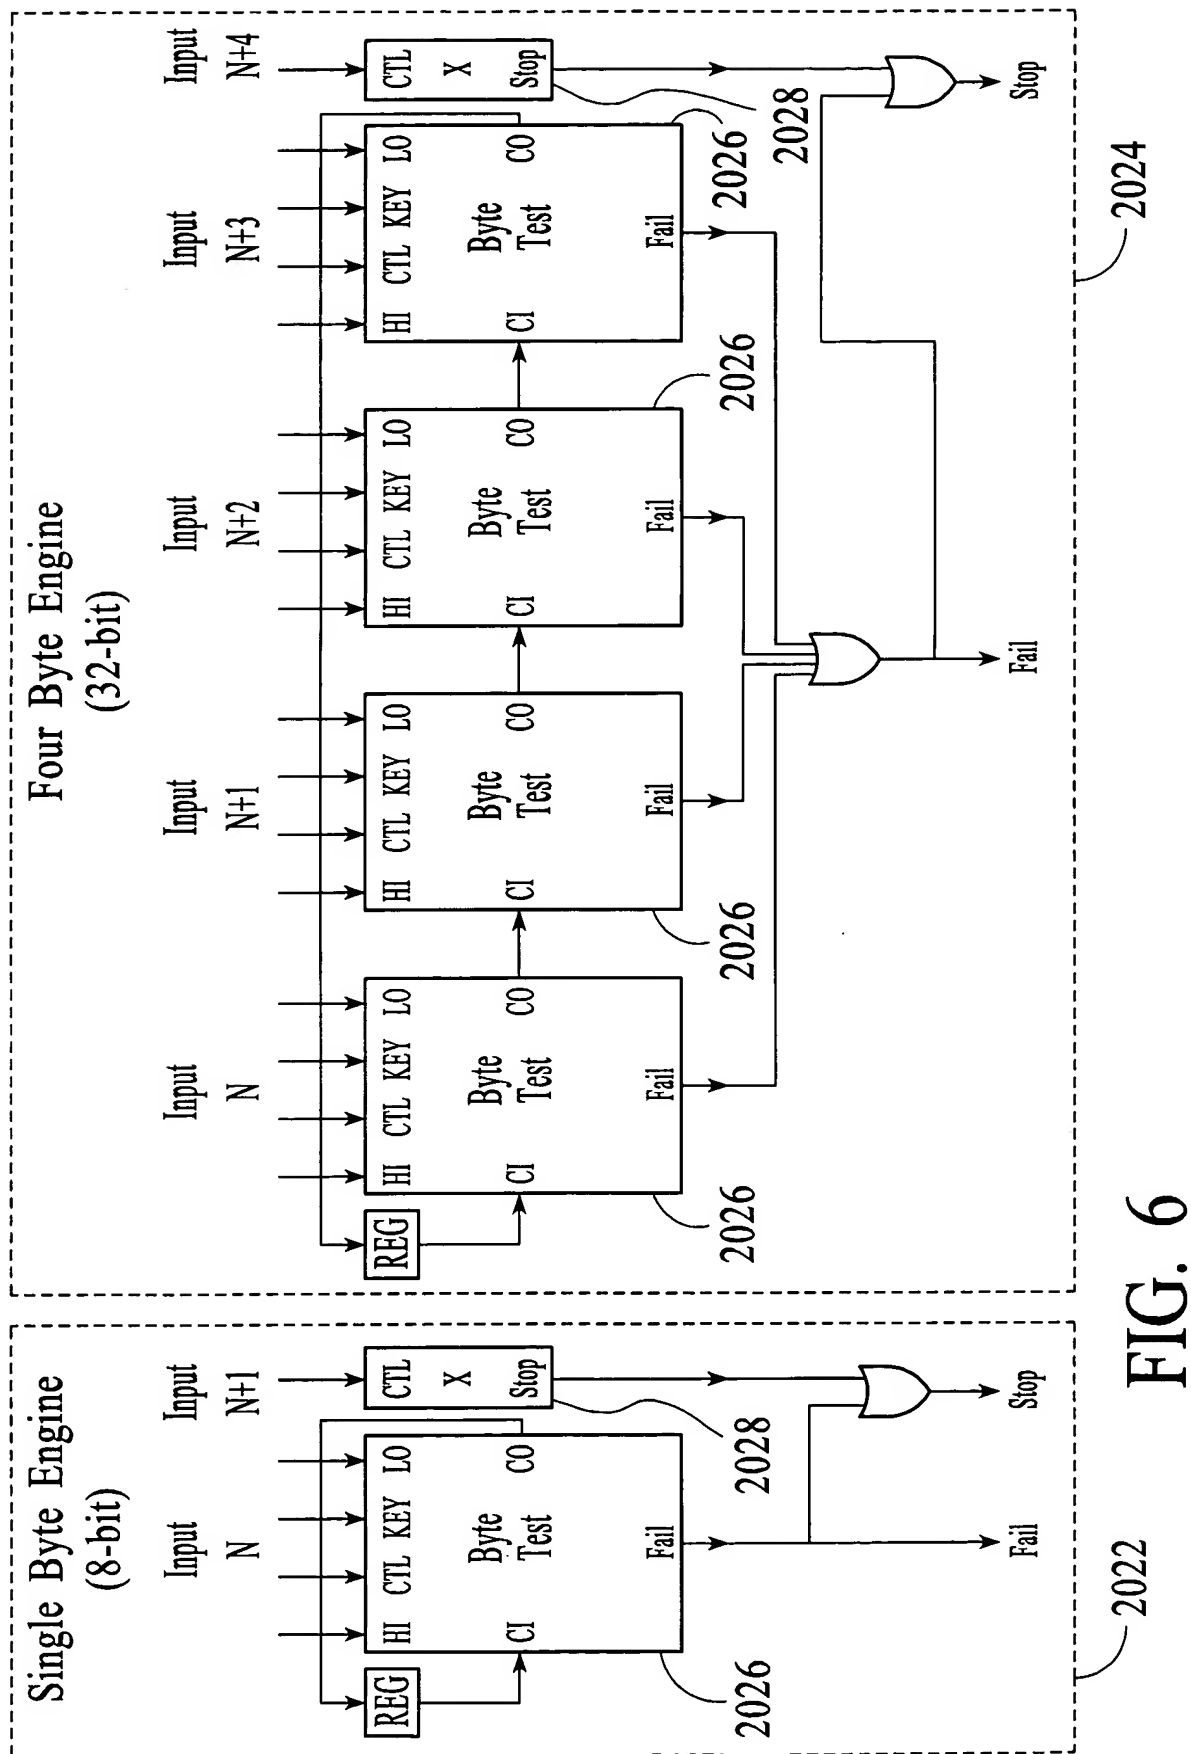 Single Byte Engine
(8-bit)
Input
N
Input
N+1
HI CTL KEY LO
CTL
X
Stop
REG
CI
Byte
Test
CO
Fail
2026
2028
Fail
Stop
2022
Four Byte Engine
(32-bit)
Input
N
Input
N+1
Input
N+2
Input
N+3
Input
N+4
REG
HI CTL KEY LO
CI
Byte
Test
CO
Fail
2026
HI CTL KEY LO
CI
Byte
Test
CO
Fail
2026
HI CTL KEY LO
CI
Byte
Test
CO
Fail
2026
HI CTL KEY LO
CI
Byte
Test
CO
Fail
2026
CTL
X
Stop
2028
Fail
Stop
2024
FIG. 6